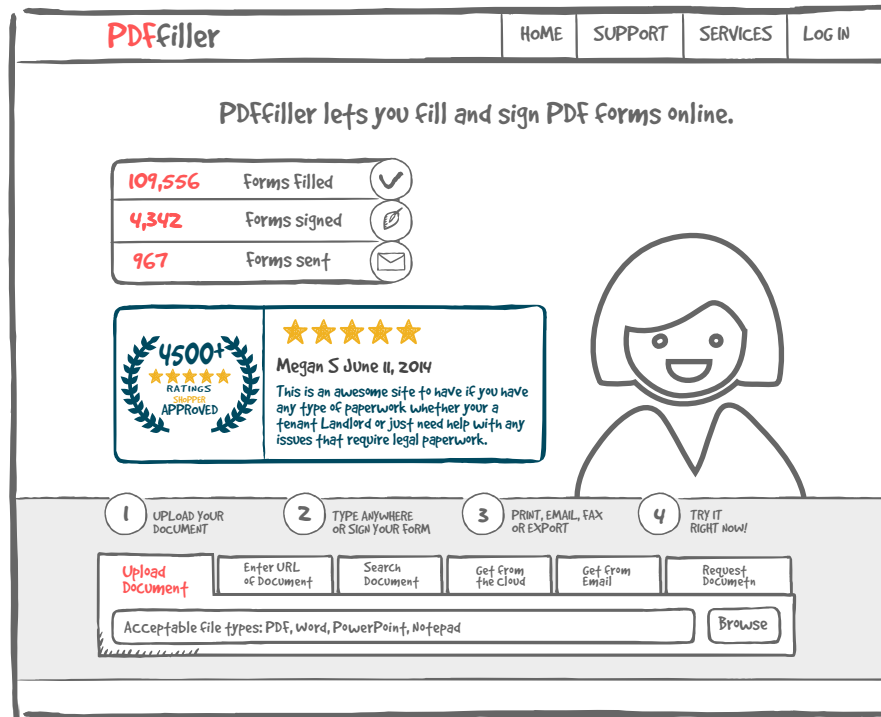 PDFfiller
HOME SUPPORT SERVICES LOG IN
PDFfiller lets you fill and sign PDF forms online.
109,556 Forms Filled
4,342 Forms signed
967 Forms sent
4500+
RATINGS
SHOPPER
APPROVED
Megan S June 11, 2014
This is an awesome site to have if you have
any type of paperwork whether your a
tenant Landlord or just need help with any
issues that require legal paperwork.
1 UPLOAD YOUR
DOCUMENT
2 TYPE ANYWHERE
OR SIGN YOUR FORM
3 PRINT, EMAIL, FAX
OR EXPORT
4 TRY IT
RIGHT NOW!
Upload
Document
Enter URL
of Document
Search
Document
Get from
the cloud
Get from
Email
Request
Documetn
Acceptable file types: PDF, Word, PowerPoint, Notepad
Browse